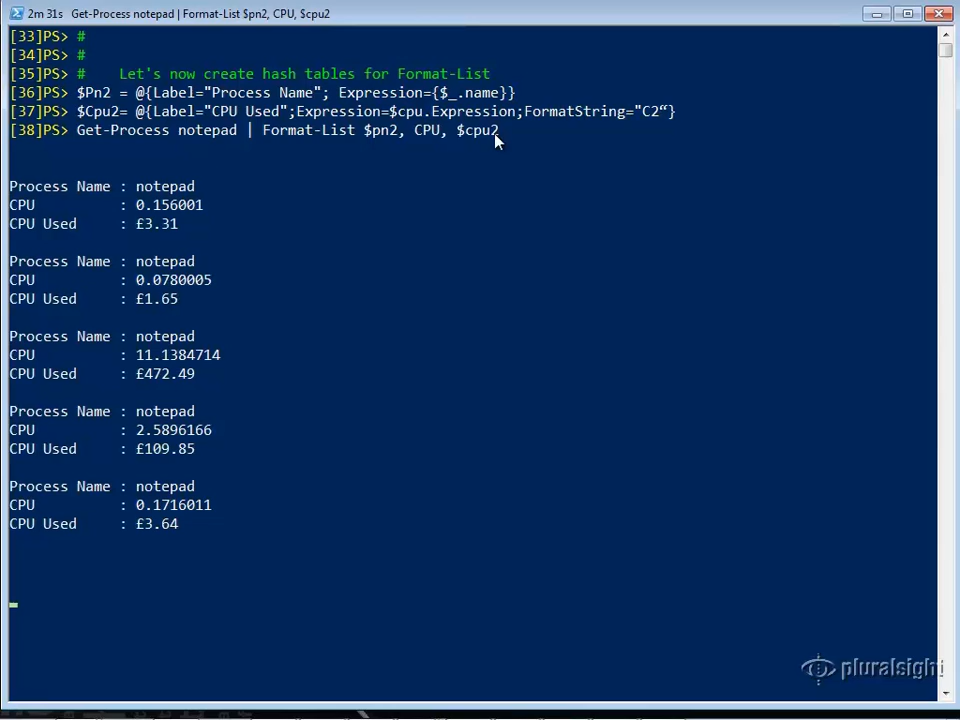 2m 31s Get-Process notepad | Format-List $pn2, CPU, $cpu2
[33]PS> #
[34]PS> #
[35]PS> #    Let's now create hash tables for Format-List
[36]PS> $Pn2 = @{Label="Process Name"; Expression={$_.name}}
[37]PS> $Cpu2= @{Label="CPU Used";Expression=$cpu.Expression;FormatString="C2“}
[38]PS> Get-Process notepad | Format-List $pn2, CPU, $cpu2
Process Name : notepad
CPU          : 0.156001
CPU Used     : £3.31
Process Name : notepad
CPU          : 0.0780005
CPU Used     : £1.65
Process Name : notepad
CPU          : 11.1384714
CPU Used     : £472.49
Process Name : notepad
CPU          : 2.5896166
CPU Used     : £109.85
Process Name : notepad
CPU          : 0.1716011
CPU Used     : £3.64
pluralsight